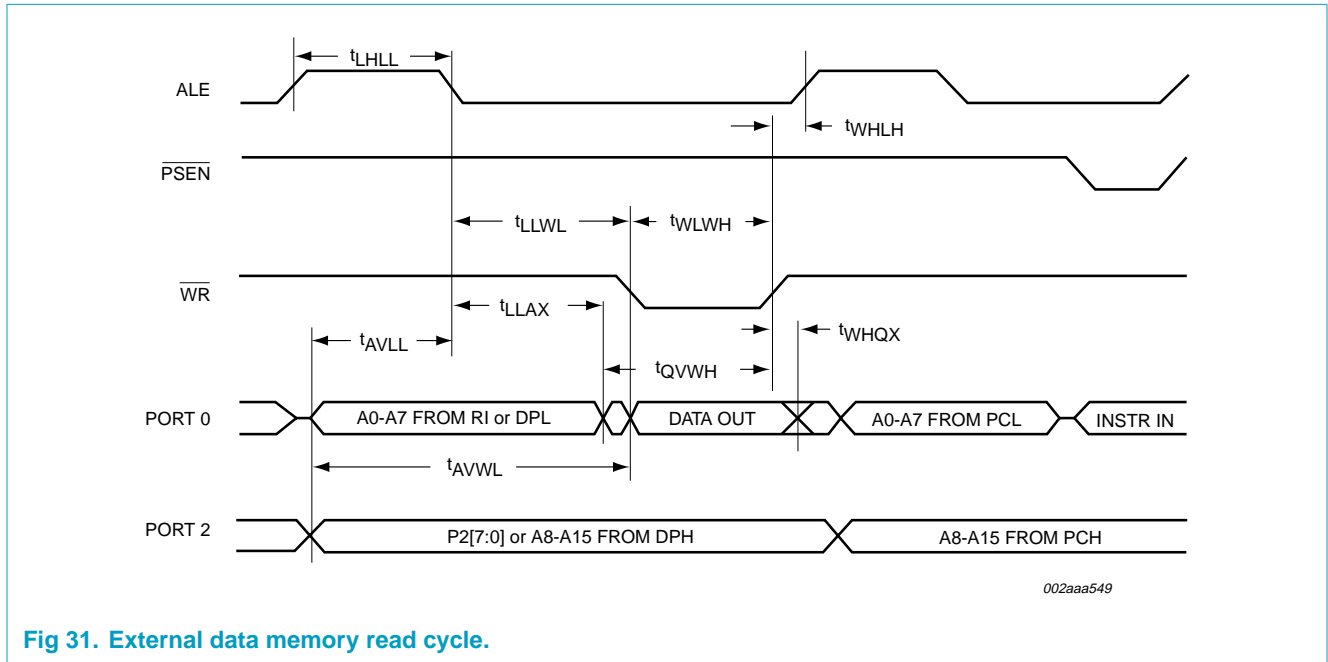 tLHLL
ALE
tWHLH
PSEN
tLLWL
tWLWH
WR
tLLAX
tWHQX
tAVLL
tQVWH
PORT 0
A0-A7 FROM RI or DPL
DATA OUT
A0-A7 FROM PCL
INSTR IN
tAVWL
PORT 2
P2[7:0] or A8-A15 FROM DPH
A8-A15 FROM PCH
002aaa549
Fig 31. External data memory read cycle.